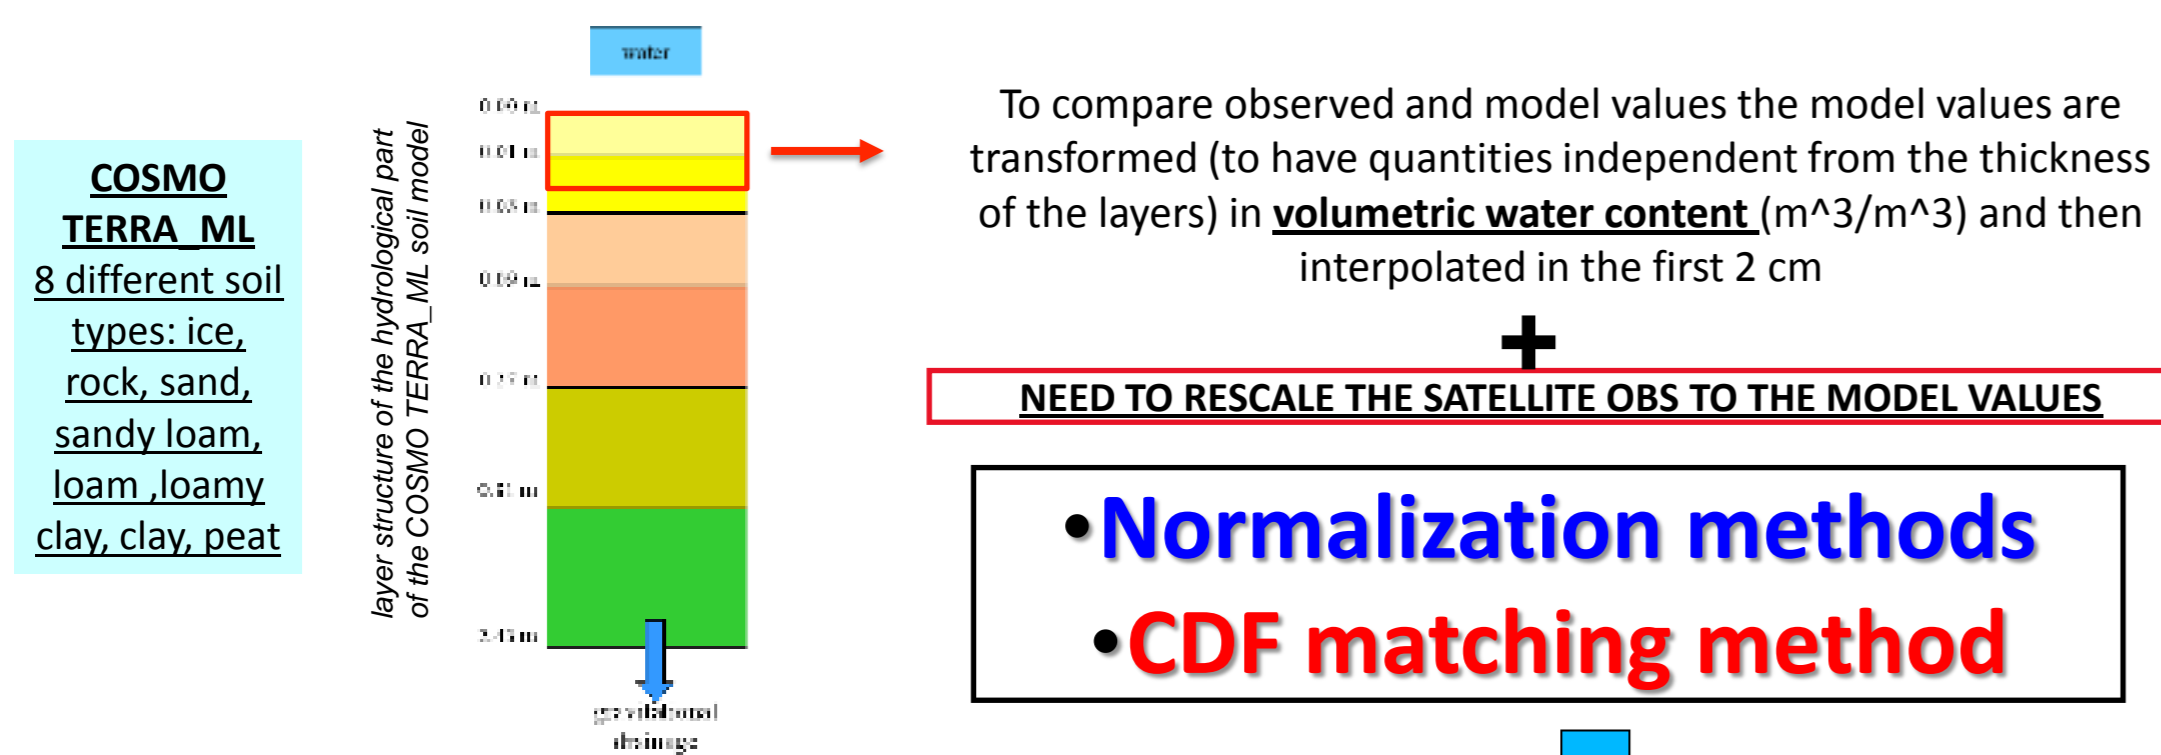 COSMO
TERRA_ML
8 different soil
types: ice,
rock, sand,
sandy loam,
loam ,loamy
clay, clay, peat
layer structure of the hydrological part
of the COSMO TERRA_ML soil model
water
gravitational
drainage
To compare observed and model values the model values are
transformed (to have quantities independent from the thickness
of the layers) in volumetric water content (m^3/m^3) and then
interpolated in the first 2 cm
+
NEED TO RESCALE THE SATELLITE OBS TO THE MODEL VALUES
•Normalization methods
•CDF matching method